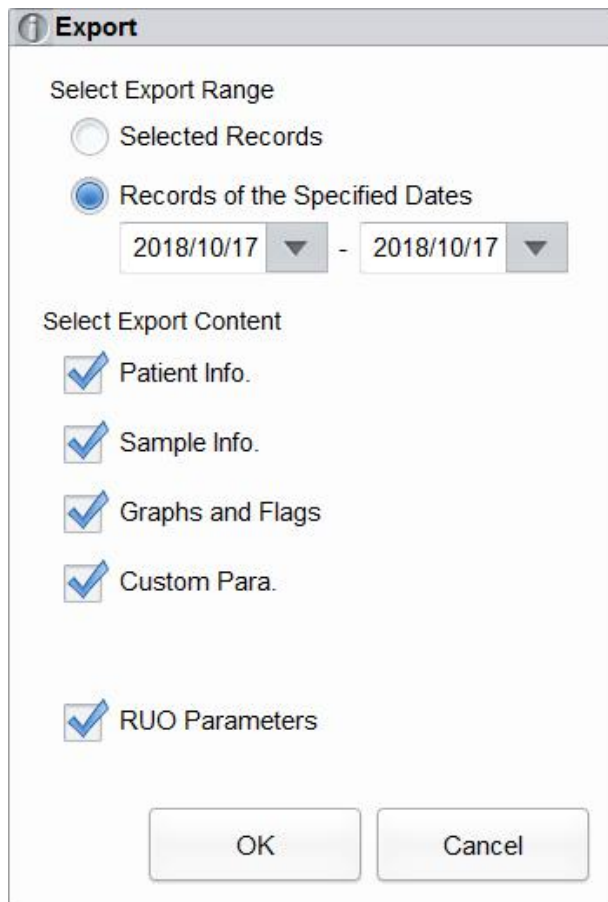 Export
Select Export Range
Selected Records
Records of the Specified Dates
2018/10/17 - 2018/10/17
Select Export Content
Patient Info.
Sample Info.
Graphs and Flags
Custom Para.
RUO Parameters
OK Cancel